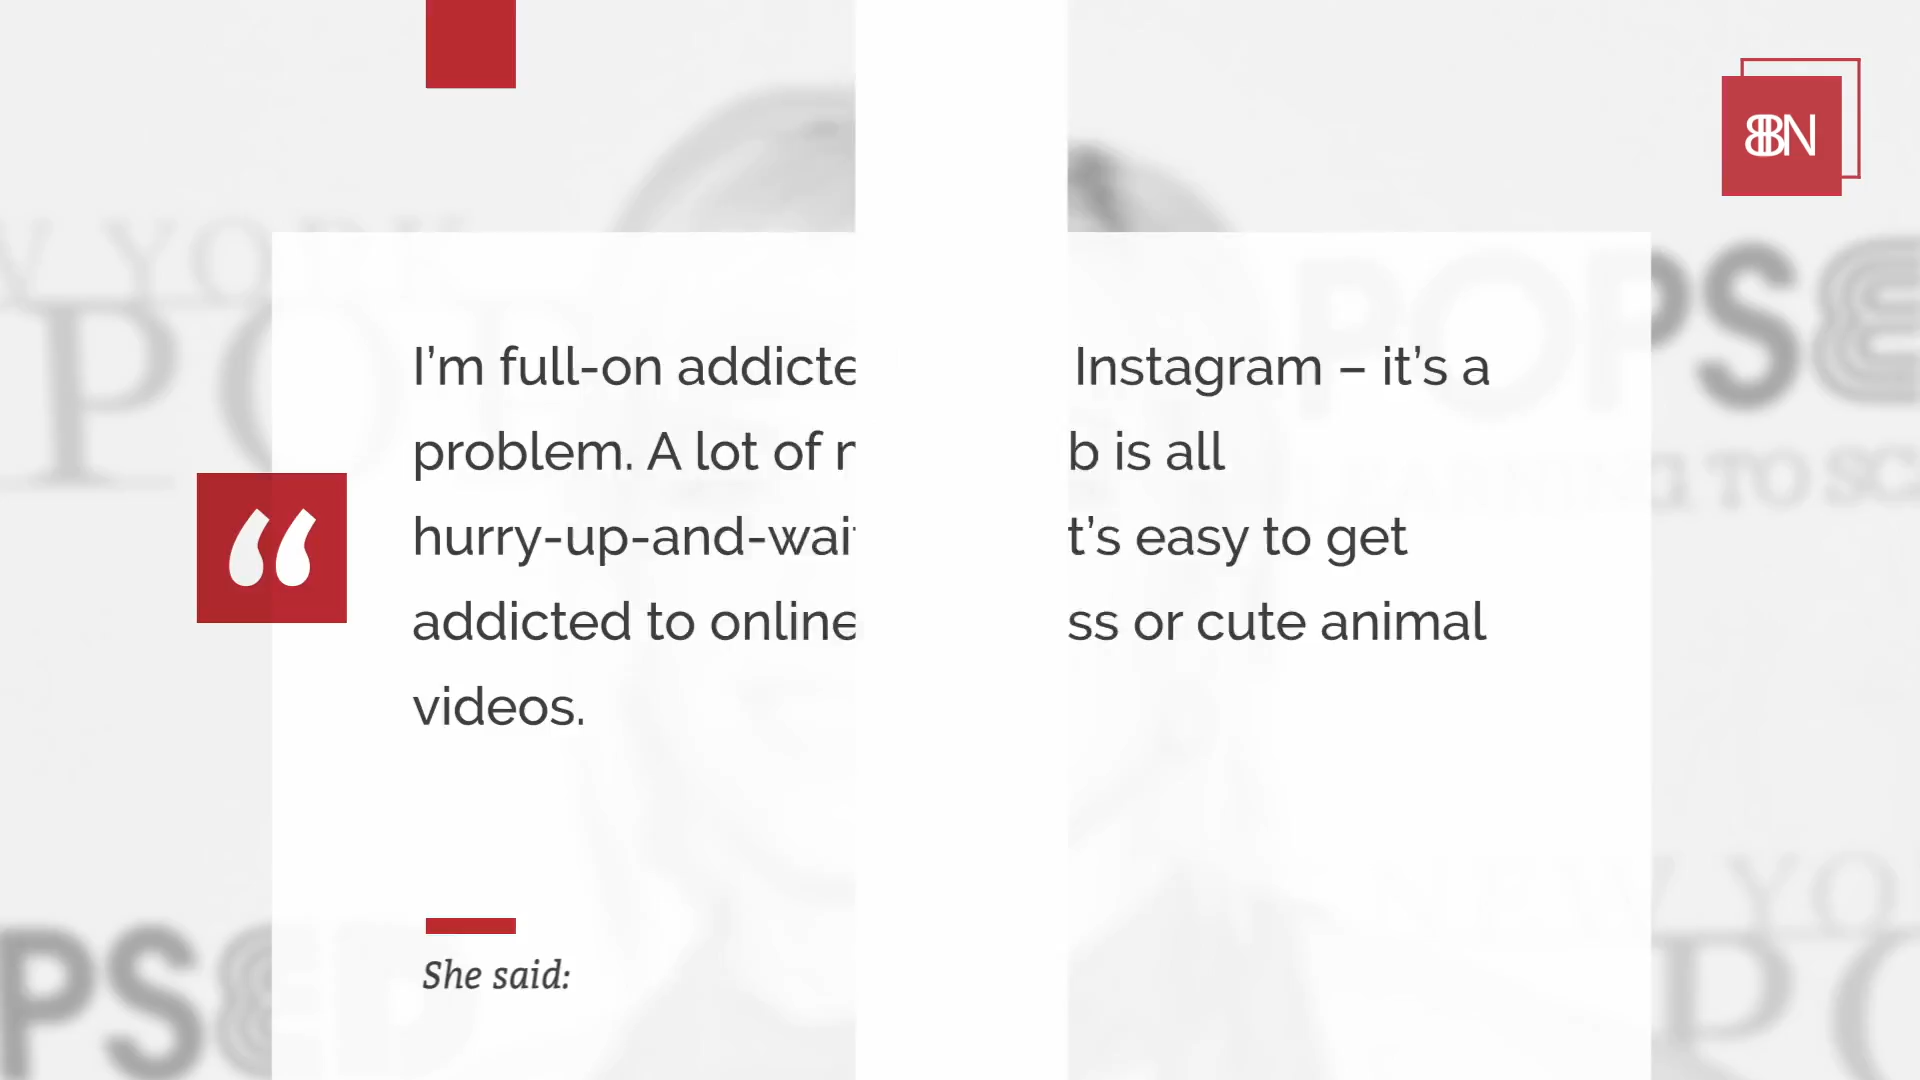 BBN
I’m full-on addicte Instagram – it’s a
problem. A lot of b is all
hurry-up-and-wai t’s easy to get
addicted to online ss or cute animal
videos.
She said: